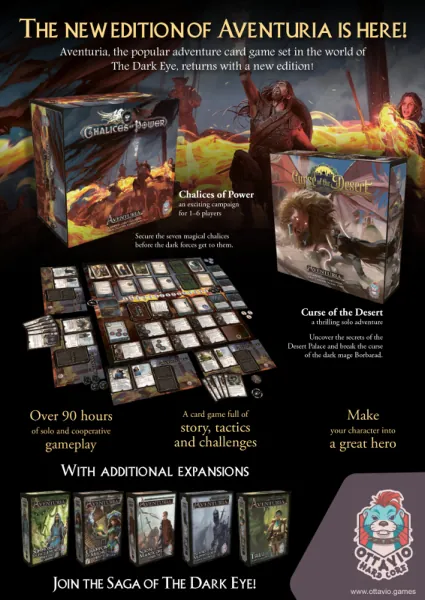 THE NEW EDITION OF AVENTURIA IS HERE!
Aventuria, the popular adventure card game set in the world of
The Dark Eye, returns with a new edition!
CHALICES OF POWER
AVENTURIA
Curse of the Desert
AVENTURIA
Chalices of Power
an exciting campaign
for 1-6 players
Secure the seven magical chalices
before the dark forces get to them.
Curse of the Desert
a thrilling solo adventure
Uncover the secrets of the
Desert Palace and break the curse
of the dark mage Borbarad.
Over 90 hours
of solo and cooperative
gameplay
A card game full of
story, tactics
and challenges
Make
your character into
a great hero
WITH ADDITIONAL EXPANSIONS
AVENTURIA
AVENTURIA
AVENTURIA
AVENTURIA
AVENTURIA
JOIN THE SAGA OF THE DARK EYE!
OTTAVIO
HARD CORE
www.ottavio.games